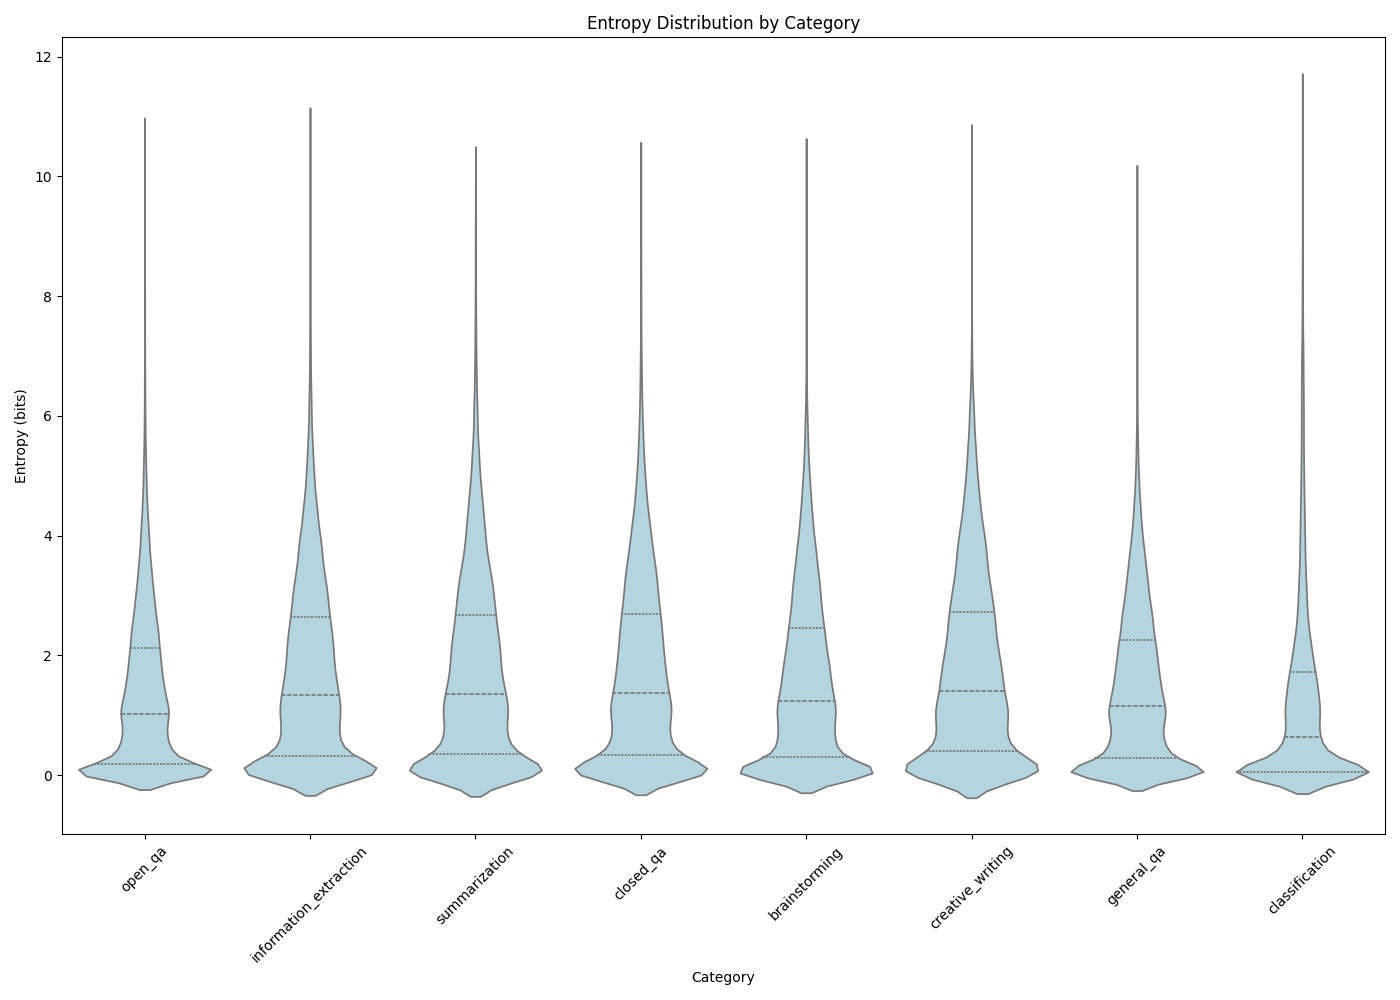 Entropy Distribution by Category
12
10
8
6
4
2
0
Entropy (bits)
open_qa
information_extraction
summarization
closed_qa
brainstorming
creative_writing
general_qa
classification
Category